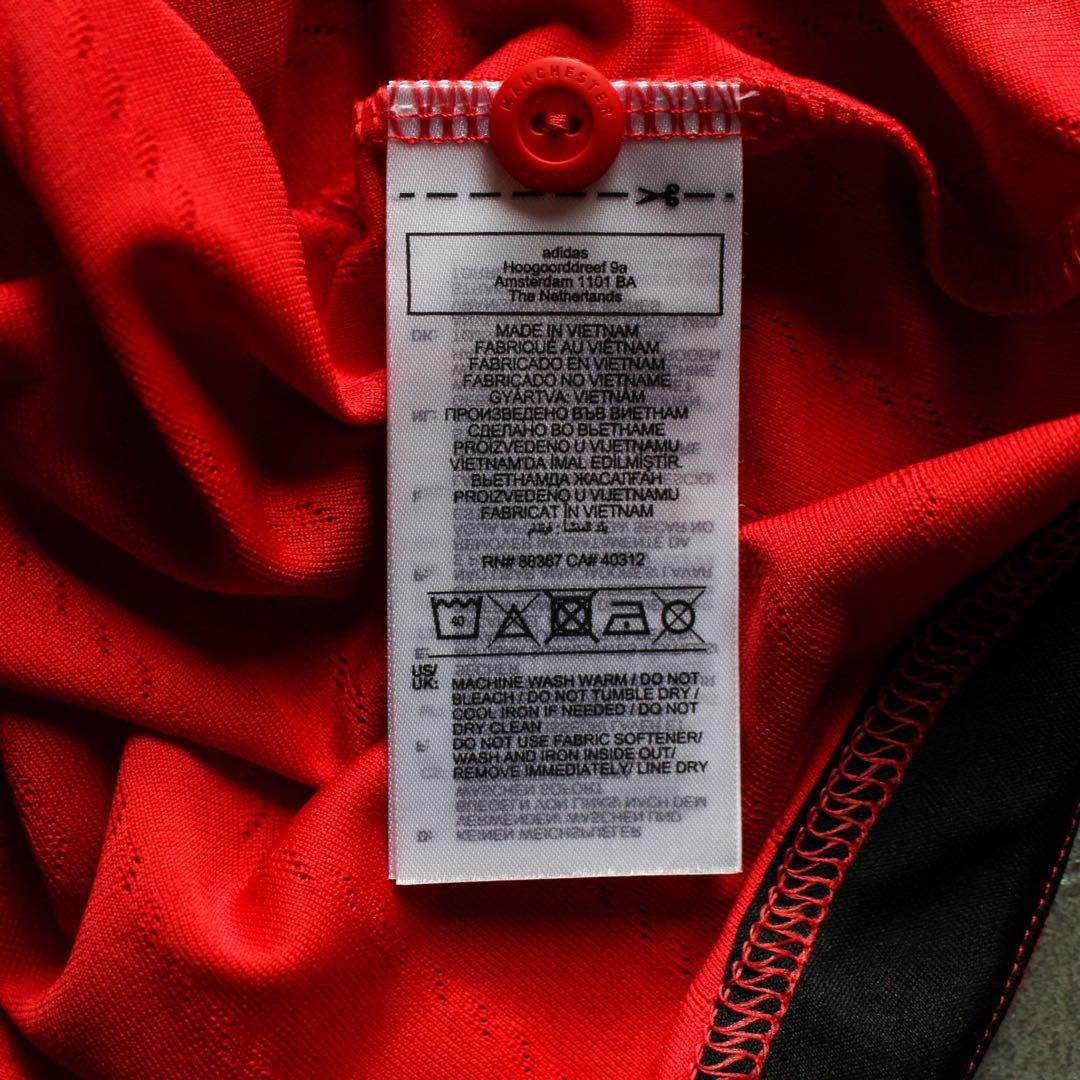 MANCHESTER
adidas
Hoogoorddreef 9a
Amsterdam 1101 BA
The Netherlands
MADE IN VIETNAM
FABRIQUÉ AU VIETNAM
FABRICADO EN VIETNAM
FABRICADO NO VIETNAME
GYÁRTVA: VIETNAM
ПРОИЗВЕДЕНО ВЪВ ВИЕТНАМ
СДЕЛАНО ВО ВЬЕТНАМЕ
PROIZVEDENO U VIJETNAMU
VIETNAM'DA İMAL EDİLMİŞTİR.
ВЬЕТНАМДА ЖАСАЛҒАН
PROIZVEDENO U VIJETNAMU
FABRICAT ÎN VIETNAM
بلد المنشأ : فيتنام
RN# 88387 CA# 40312
40
US/
UK: MACHINE WASH WARM / DO NOT
BLEACH / DO NOT TUMBLE DRY /
COOL IRON IF NEEDED / DO NOT
DRY CLEAN
DO NOT USE FABRIC SOFTENER/
WASH AND IRON INSIDE OUT/
REMOVE IMMEDIATELY/ LINE DRY